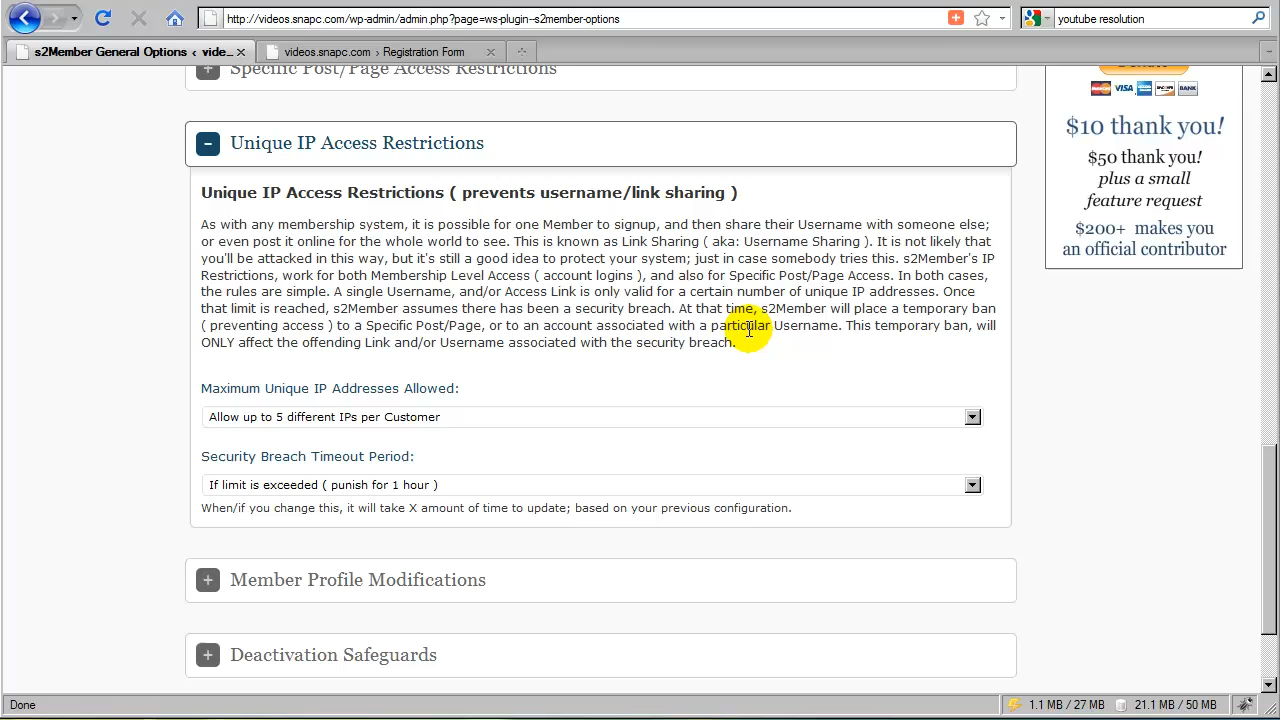 http://videos.snapc.com/wp-admin/admin.php?page=ws-plugin--s2member-options
youtube resolution
s2Member General Options ‹ vide...
videos.snapc.com › Registration Form
Specific Post/Page Access Restrictions
Donate
VISA
BANK
$10 thank you!
$50 thank you!
plus a small
feature request
$200+ makes you
an official contributor
Unique IP Access Restrictions
Unique IP Access Restrictions ( prevents username/link sharing )
As with any membership system, it is possible for one Member to signup, and then share their Username with someone else;
or even post it online for the whole world to see. This is known as Link Sharing ( aka: Username Sharing ). It is not likely that
you'll be attacked in this way, but it's still a good idea to protect your system; just in case somebody tries this. s2Member's IP
Restrictions, work for both Membership Level Access ( account logins ), and also for Specific Post/Page Access. In both cases,
the rules are simple. A single Username, and/or Access Link is only valid for a certain number of unique IP addresses. Once
that limit is reached, s2Member assumes there has been a security breach. At that time, s2Member will place a temporary ban
( preventing access ) to a Specific Post/Page, or to an account associated with a particular Username. This temporary ban, will
ONLY affect the offending Link and/or Username associated with the security breach.
Maximum Unique IP Addresses Allowed:
Allow up to 5 different IPs per Customer
Security Breach Timeout Period:
If limit is exceeded ( punish for 1 hour )
When/if you change this, it will take X amount of time to update; based on your previous configuration.
Member Profile Modifications
Deactivation Safeguards
Done
1.1 MB / 27 MB
21.1 MB / 50 MB